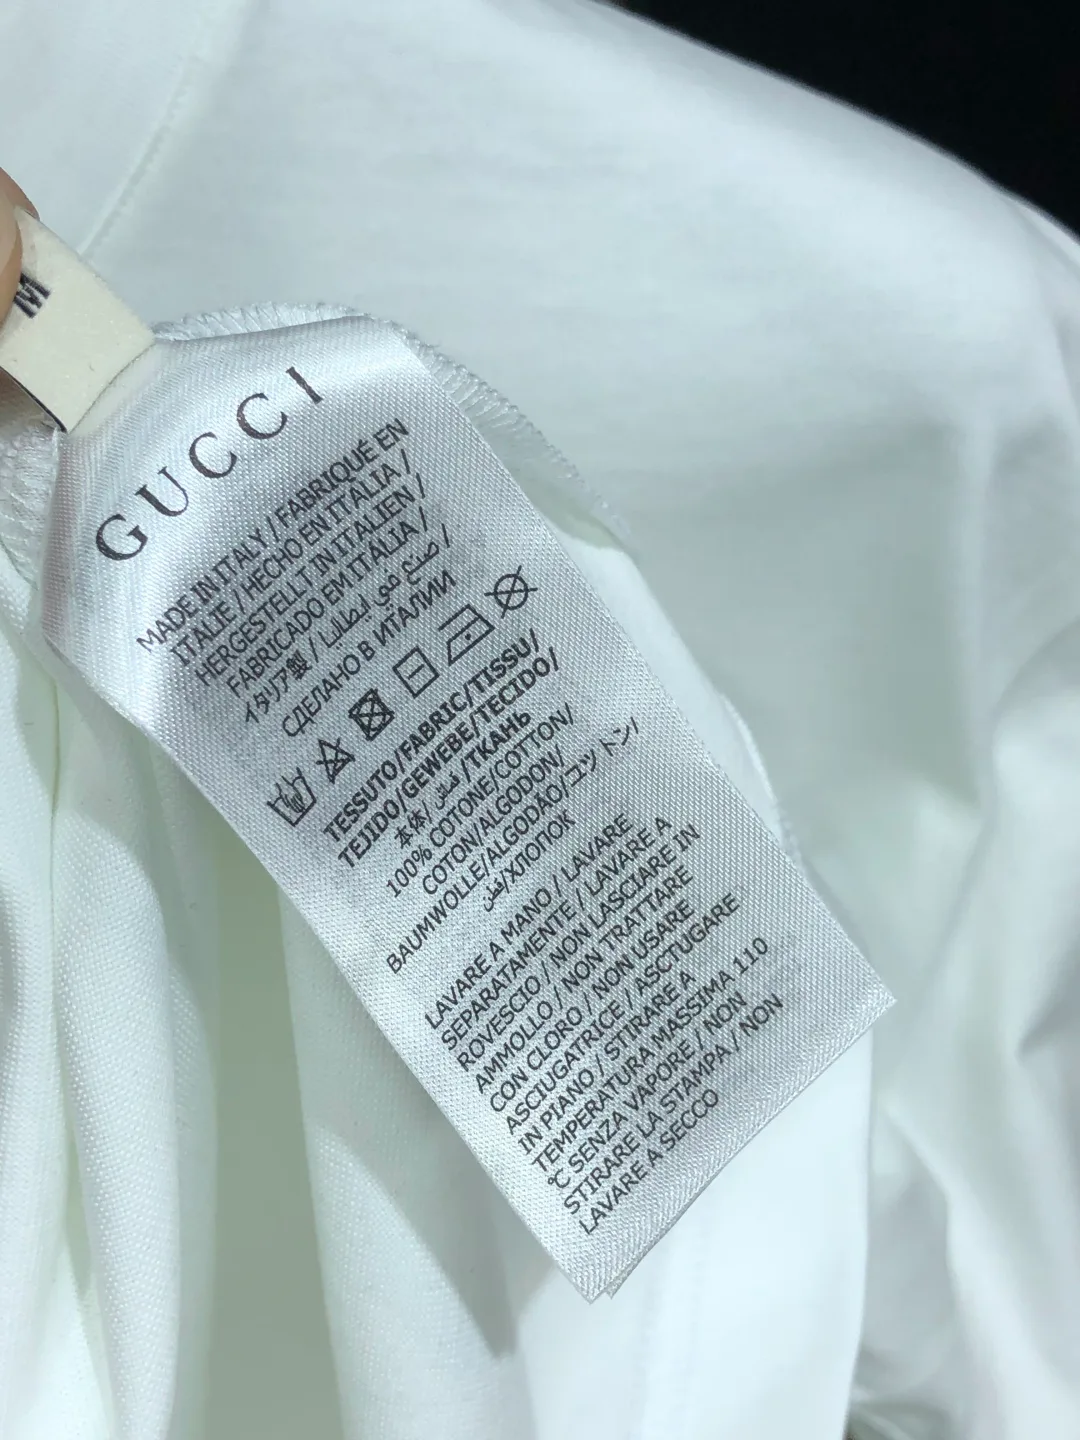 M
GUCCI
MADE IN ITALY / FABRIQUÉ EN
ITALIE / HECHO EN ITALIA /
HERGESTELLT IN ITALIEN /
FABRICADO EM ITÁLIA /
イタリア製 / صنع في إيطاليا /
СДЕЛАНО В ИТАЛИИ
TESSUTO/FABRIC/TISSU/
TEJIDO/GEWEBE/TECIDO/
本体/ قماش /ТКАНЬ
100% COTONE/COTTON/
COTON/ALGODON/
BAUMWOLLE/ALGODÃO/コットン/
قطن/ХЛОПОК
LAVARE A MANO / LAVARE
SEPARATAMENTE / LAVARE A
ROVESCIO / NON LASCIARE IN
AMMOLLO / NON TRATTARE
CON CLORO / NON USARE
ASCIUGATRICE / ASCTUGARE
IN PIANO / STIRARE A
TEMPERATURA MASSIMA 110
°C SENZA VAPORE / NON
STIRARE LA STAMPA / NON
LAVARE A SECCO